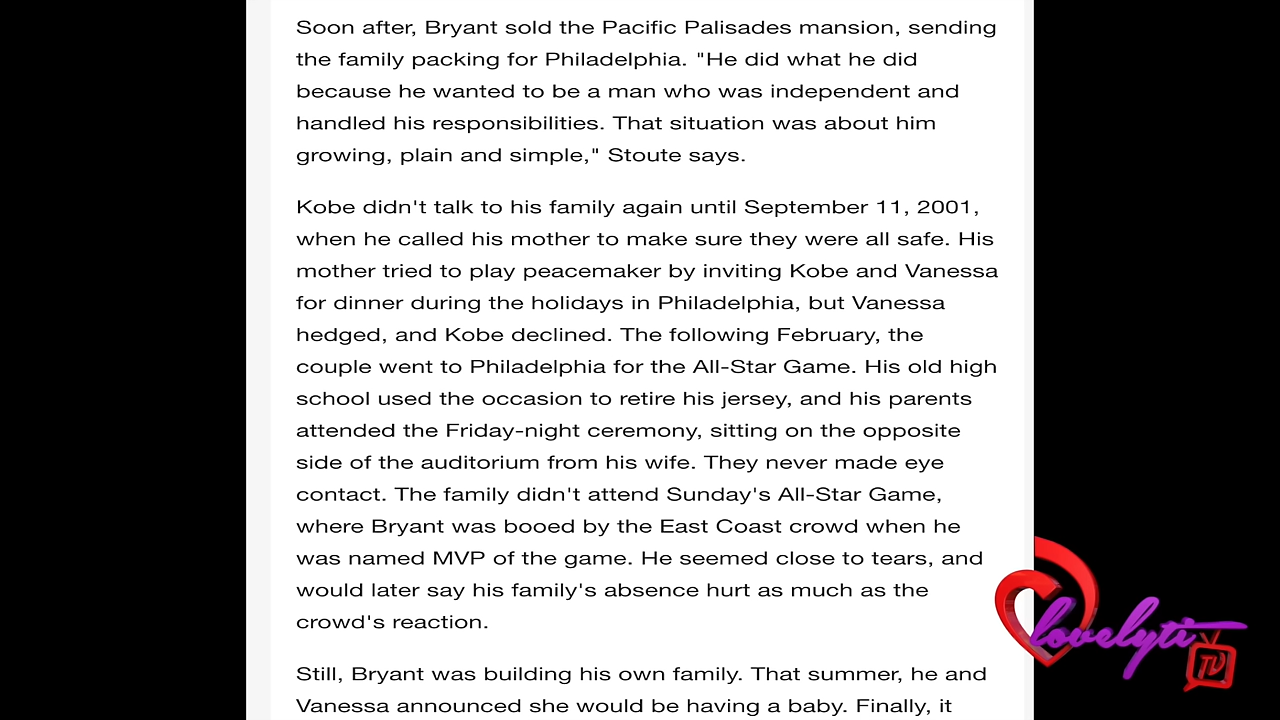 Soon after, Bryant sold the Pacific Palisades mansion, sending
the family packing for Philadelphia. "He did what he did
because he wanted to be a man who was independent and
handled his responsibilities. That situation was about him
growing, plain and simple," Stoute says.
Kobe didn't talk to his family again until September 11, 2001,
when he called his mother to make sure they were all safe. His
mother tried to play peacemaker by inviting Kobe and Vanessa
for dinner during the holidays in Philadelphia, but Vanessa
hedged, and Kobe declined. The following February, the
couple went to Philadelphia for the All-Star Game. His old high
school used the occasion to retire his jersey, and his parents
attended the Friday-night ceremony, sitting on the opposite
side of the auditorium from his wife. They never made eye
contact. The family didn't attend Sunday's All-Star Game,
where Bryant was booed by the East Coast crowd when he
was named MVP of the game. He seemed close to tears, and
would later say his family's absence hurt as much as the
crowd's reaction.
Still, Bryant was building his own family. That summer, he and
Vanessa announced she would be having a baby. Finally, it
lovelyti
TV